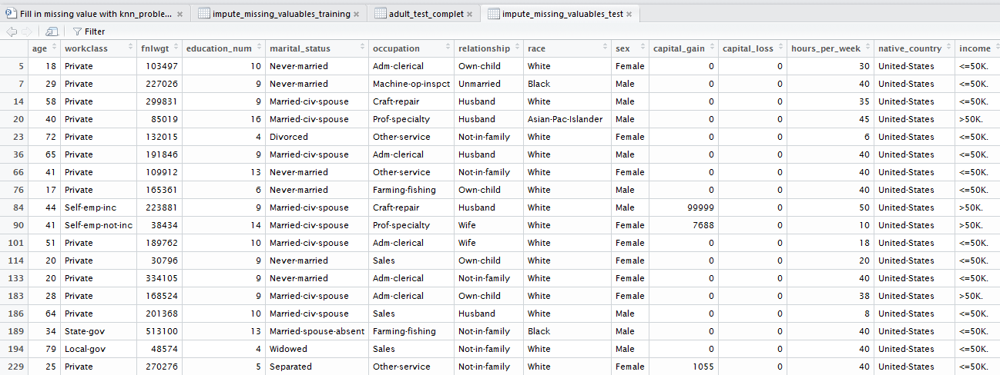 Fill in missing value with knn_proble... impute_missing_valuables_training adult_test_complet impute_missing_valuables_test
Filter
age workclass fnlwgt education_num marital_status occupation relationship race sex capital_gain capital_loss hours_per_week native_country income
5 18 Private 103497 10 Never-married Adm-clerical Own-child White Female 0 0 30 United-States <=50K.
7 29 Private 227026 9 Never-married Machine-op-inspct Unmarried Black Male 0 0 40 United-States <=50K.
14 58 Private 299831 9 Married-civ-spouse Craft-repair Husband White Male 0 0 35 United-States <=50K.
20 40 Private 85019 16 Married-civ-spouse Prof-specialty Husband Asian-Pac-Islander Male 0 0 45 United-States >50K.
23 72 Private 132015 4 Divorced Other-service Not-in-family White Female 0 0 6 United-States <=50K.
36 65 Private 191846 9 Married-civ-spouse Adm-clerical Husband White Male 0 0 40 United-States <=50K.
66 41 Private 109912 13 Never-married Other-service Not-in-family White Female 0 0 40 United-States <=50K.
76 17 Private 165361 6 Never-married Farming-fishing Own-child White Male 0 0 40 United-States <=50K.
84 44 Self-emp-inc 223881 9 Married-civ-spouse Craft-repair Husband White Male 99999 0 50 United-States >50K.
90 41 Self-emp-not-inc 38434 14 Married-civ-spouse Prof-specialty Wife White Female 7688 0 10 United-States >50K.
101 51 Private 189762 10 Married-civ-spouse Adm-clerical Wife White Female 0 0 18 United-States <=50K.
114 20 Private 30796 9 Never-married Sales Own-child White Female 0 0 20 United-States <=50K.
133 20 Private 334105 9 Never-married Adm-clerical Not-in-family White Female 0 0 40 United-States <=50K.
183 28 Private 168524 9 Married-civ-spouse Adm-clerical Own-child White Female 0 0 38 United-States >50K.
186 64 Private 201368 10 Married-civ-spouse Sales Husband White Male 0 0 8 United-States <=50K.
189 34 State-gov 513100 13 Married-spouse-absent Farming-fishing Not-in-family Black Male 0 0 40 United-States <=50K.
194 79 Local-gov 48574 4 Widowed Sales Not-in-family White Male 0 0 40 United-States <=50K.
229 25 Private 270276 5 Separated Other-service Not-in-family White Female 1055 0 40 United-States <=50K.